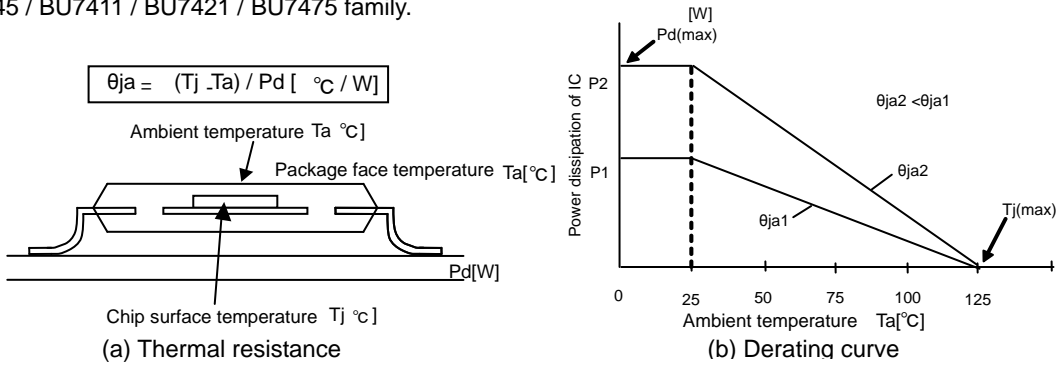 45 / BU7411 / BU7421 / BU7475 family.
θja = (Tj -Ta) / Pd [ °C / W]
Ambient temperature Ta °C]
Package face temperature Ta[°C]
Pd[W]
Chip surface temperature Tj °C]
(a) Thermal resistance
[W]
Pd(max)
Power dissipation of IC
P2
P1
θja2 <θja1
θja2
θja1
Tj(max)
0 25 50 75 100 125
Ambient temperature Ta[°C]
(b) Derating curve